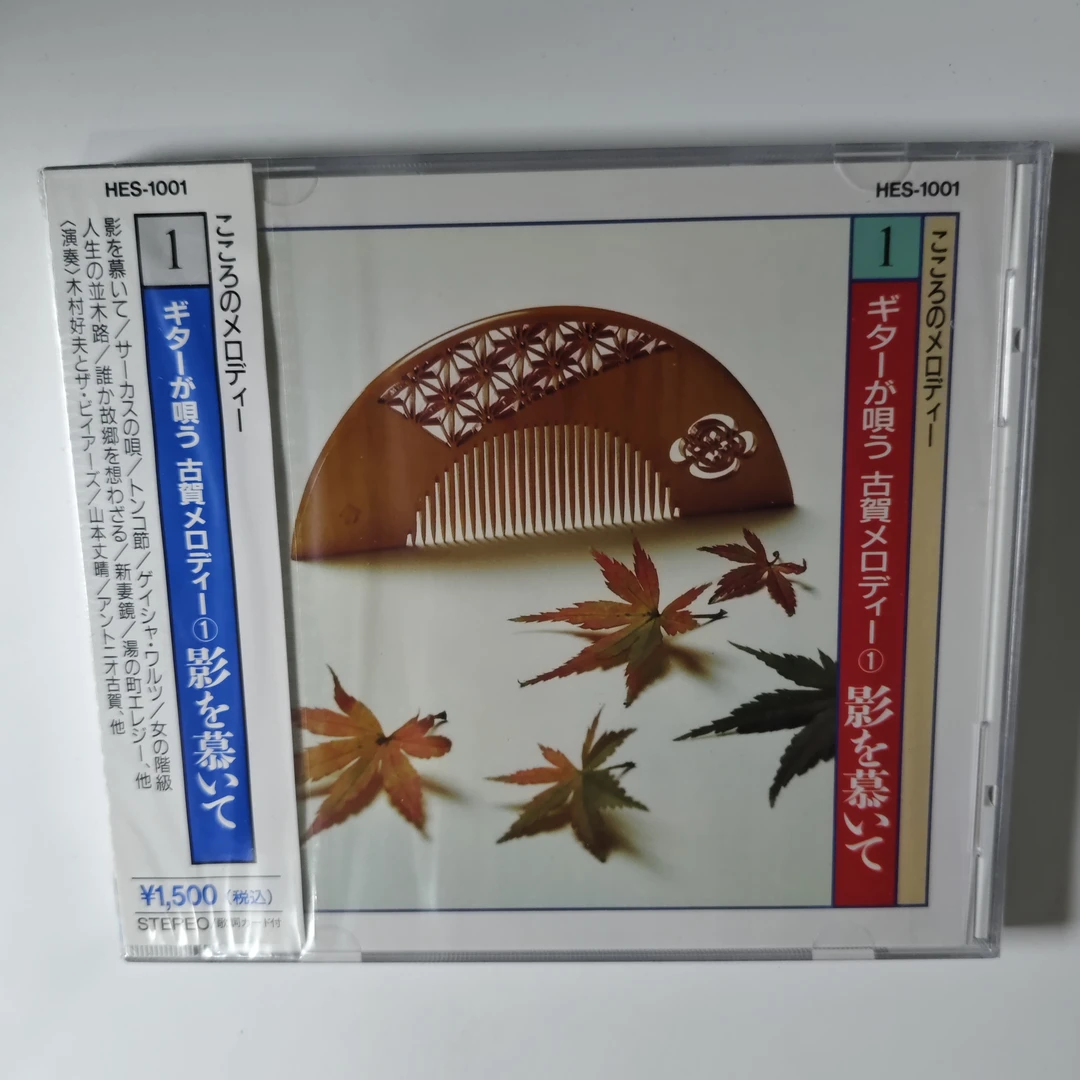 HES-1001
こころのメロディー
1
ギターが唄う 古賀メロディー① 影を慕いて
影を慕いて/サーカスの唄/トンコ節/ゲイシャ・ワルツ/女の階級
人生の並木路/誰か故郷を想わざる/新妻鏡/湯の町エレジー、他
〈演奏〉木村好夫とザ・ビイアーズ/山本丈晴/アントニオ古賀、他
¥1,500(税込)
STEREO/歌詞カード付
HES-1001
こころのメロディー
1
ギターが唄う 古賀メロディー① 影を慕いて